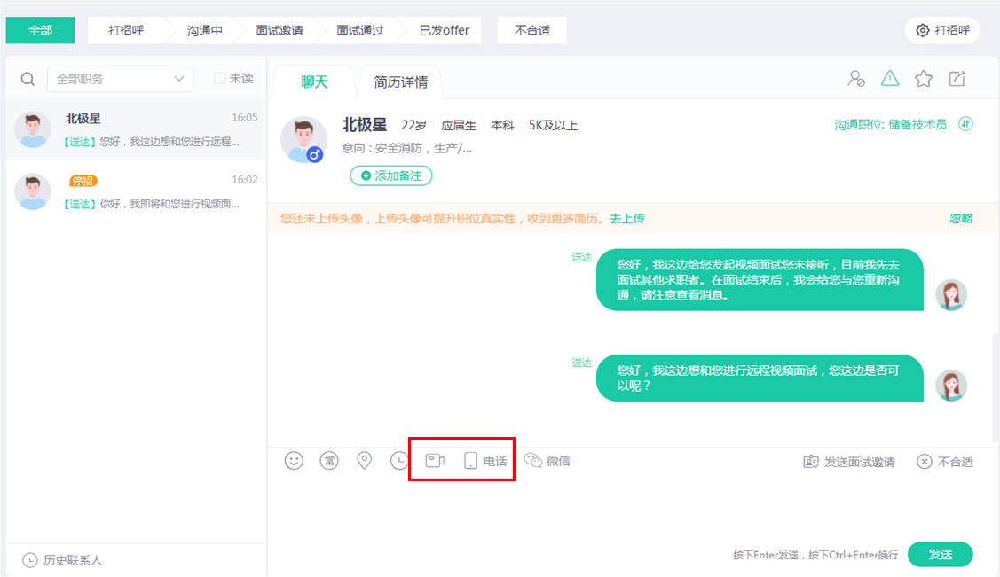 全部
打招呼
沟通中
面试邀请
面试通过
已发offer
不合适
打招呼
全部职务
未读
聊天
简历详情
北极星
16:05
【送达】您好，我这边想和您进行远程...
停招
16:02
【送达】你好，我即将和您进行视频面...
北极星 22岁 应届生 本科 5K及以上
意向：安全消防，生产/...
添加备注
沟通职位: 储备技术员
您还未上传头像，上传头像可提升职位真实性，收到更多简历。去上传
忽略
送达
您好，我这边给您发起视频面试您未接听，目前我先去
面试其他求职者。在面试结束后，我会给您与您重新沟
通，请注意查看消息。
送达
您好，我这边想和您进行远程视频面试，您这边是否可
以呢？
常
电话
微信
发送面试邀请
不合适
历史联系人
按下Enter发送，按下Ctrl+Enter换行
发送